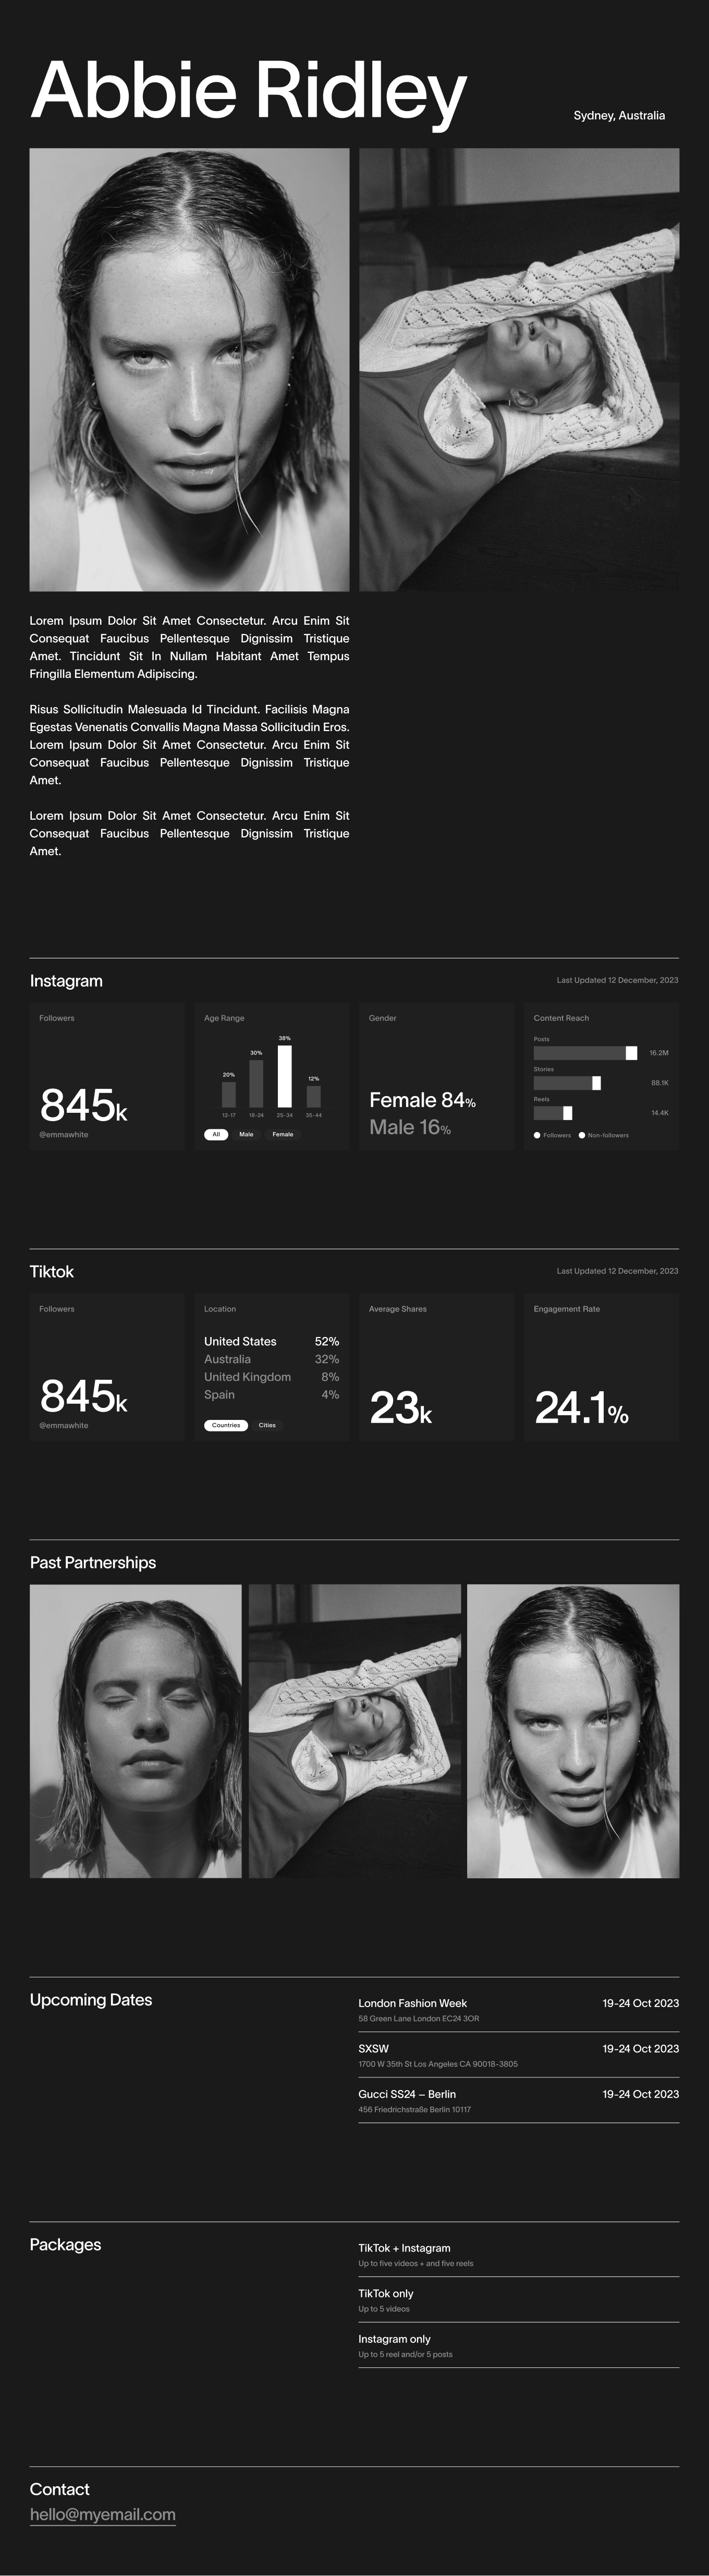 Abbie Ridley
Sydney, Australia
Lorem Ipsum Dolor Sit Amet Consectetur. Arcu Enim Sit
Consequat Faucibus Pellentesque Dignissim Tristique
Amet. Tincidunt Sit In Nullam Habitant Amet Tempus
Fringilla Elementum Adipiscing.
Risus Sollicitudin Malesuada Id Tincidunt. Facilisis Magna
Egestas Venenatis Convallis Magna Massa Sollicitudin Eros.
Lorem Ipsum Dolor Sit Amet Consectetur. Arcu Enim Sit
Consequat Faucibus Pellentesque Dignissim Tristique
Amet.
Lorem Ipsum Dolor Sit Amet Consectetur. Arcu Enim Sit
Consequat Faucibus Pellentesque Dignissim Tristique
Amet.
Instagram
Last Updated 12 December, 2023
Followers
845k
@emmawhite
Age Range
20%
30%
38%
12%
12-17
18-24
25-34
35-44
All
Male
Female
Gender
Female 84%
Male 16%
Content Reach
Posts
16.2M
Stories
88.1K
Reels
14.4K
Followers
Non-followers
Tiktok
Last Updated 12 December, 2023
Followers
845k
@emmawhite
Location
United States 52%
Australia 32%
United Kingdom 8%
Spain 4%
Countries
Cities
Average Shares
23k
Engagement Rate
24.1%
Past Partnerships
Upcoming Dates
London Fashion Week 19-24 Oct 2023
58 Green Lane London EC24 3OR
SXSW 19-24 Oct 2023
1700 W 35th St Los Angeles CA 90018-3805
Gucci SS24 – Berlin 19-24 Oct 2023
456 Friedrichstraße Berlin 10117
Packages
TikTok + Instagram
Up to five videos + and five reels
TikTok only
Up to 5 videos
Instagram only
Up to 5 reel and/or 5 posts
Contact
hello@myemail.com